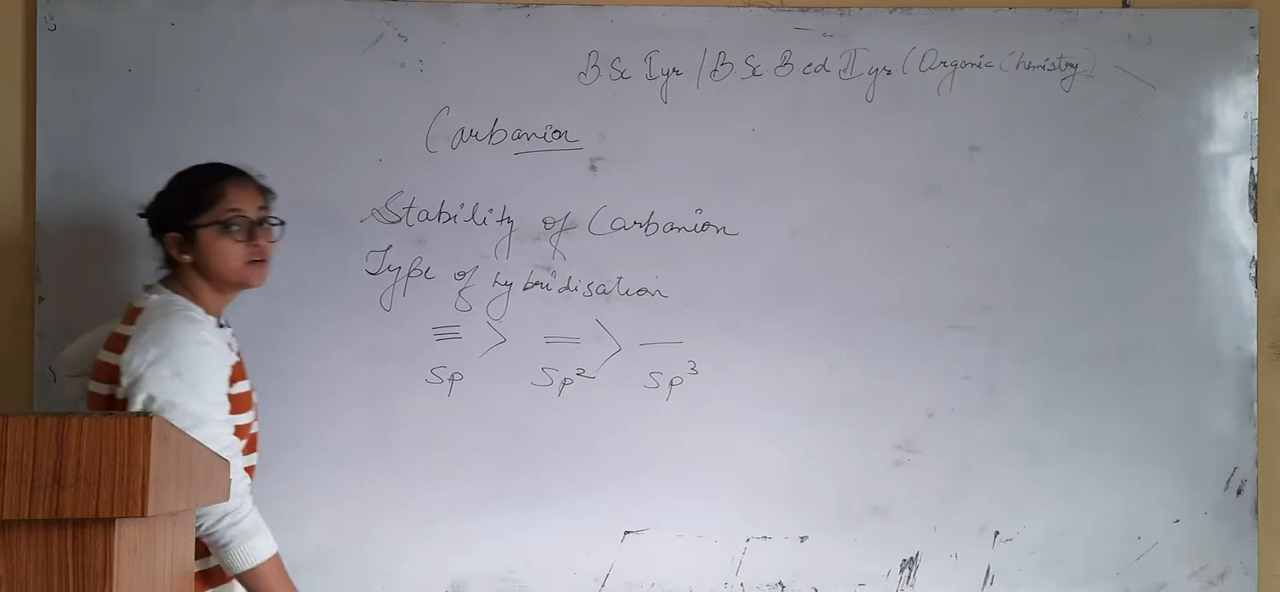 B.Sc I yr / B.Sc. B.ed II yr. (Organic Chemistry)
Carbanion
Stability of Carbanion
Type of hybridisation
≡ > = > —
Sp Sp² Sp³